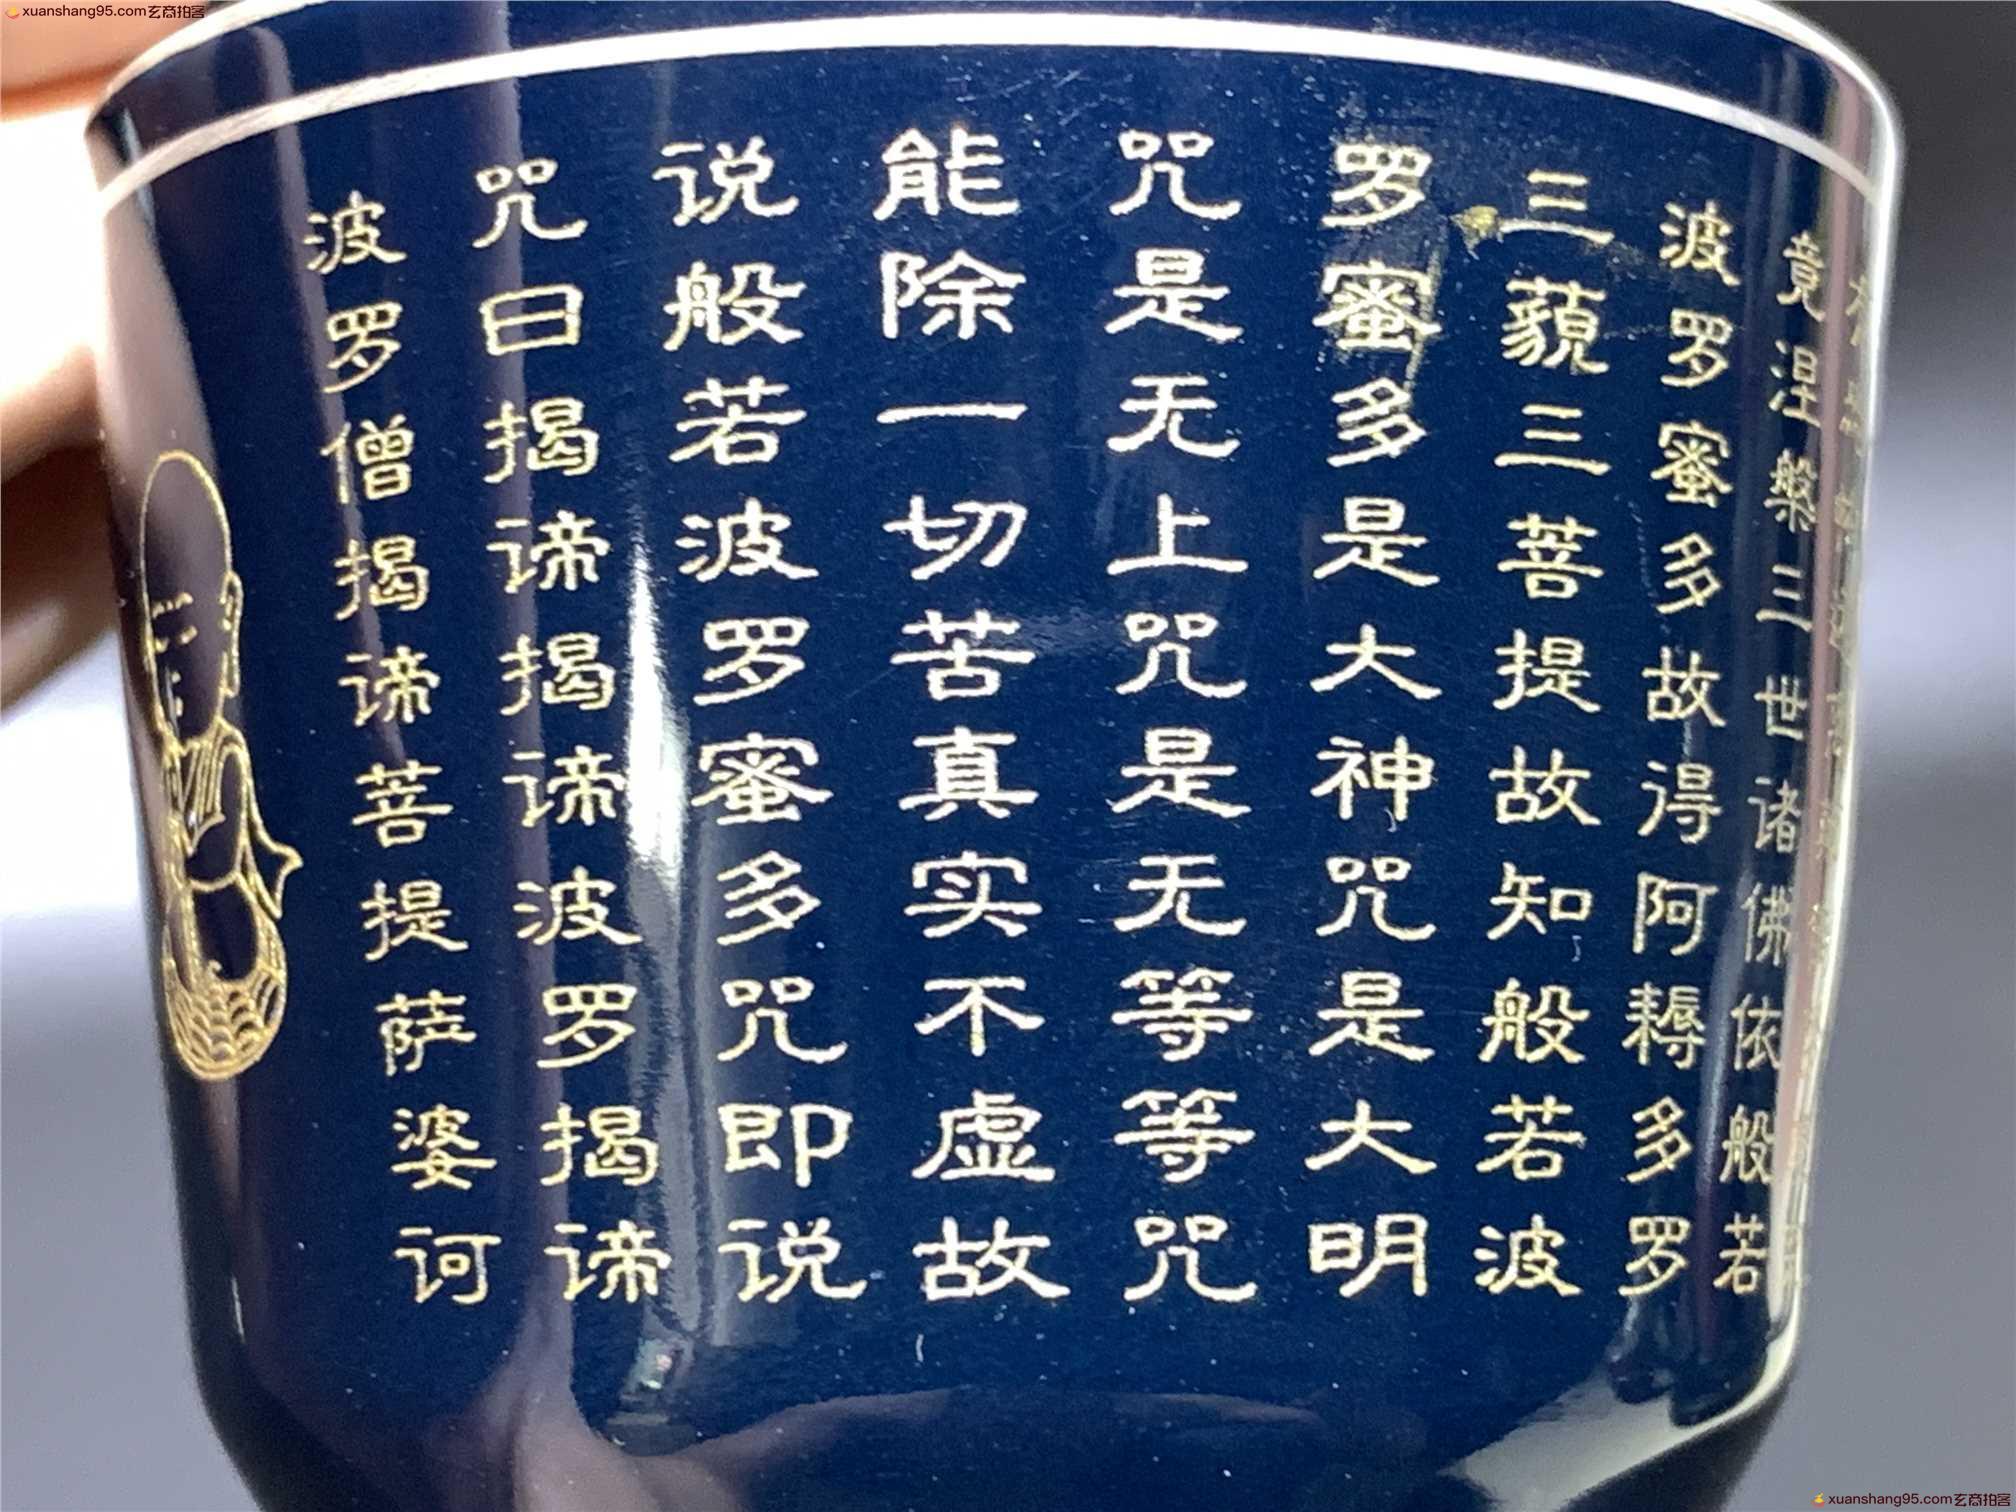 xuanshang95.com玄商拍客
竟涅槃三世诸佛依般若
波罗蜜多故得阿耨多罗
三藐三菩提故知般若波
罗蜜多是大神咒是大明
咒是无上咒是无等等咒
能除一切苦真实不虚故
说般若波罗蜜多咒即说
咒曰揭谛揭谛波罗揭谛
波罗僧揭谛菩提萨婆诃
xuanshang95.com玄商拍客